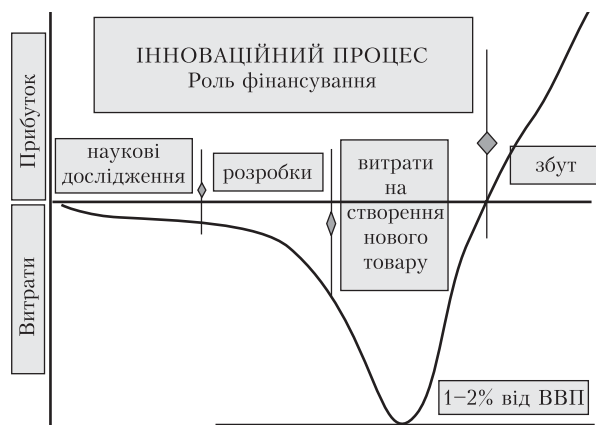 ІННОВАЦІЙНИЙ ПРОЦЕС
Роль фінансування
Прибуток
наукові
дослідження
розробки
витрати
на
створення
нового
товару
збут
Витрати
1–2% від ВВП